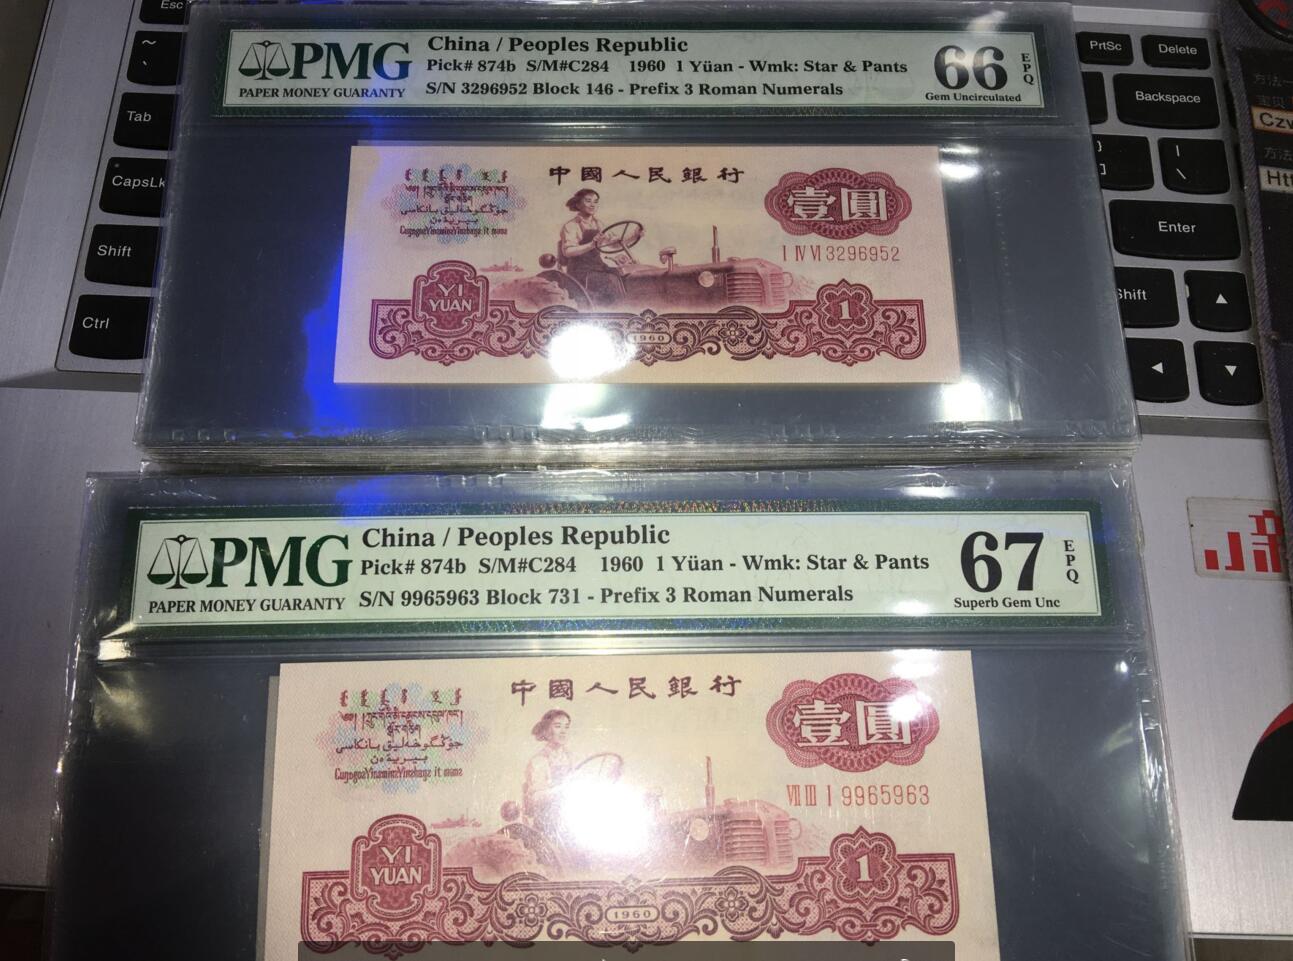 Esc
~
Tab
CapsLk
Shift
Ctrl
PrtSc
Delete
Backspace
Enter
Shift
PMG
PAPER MONEY GUARANTY
China / Peoples Republic
Pick# 874b S/M#C284 1960 1 Yüan - Wmk: Star & Pants
S/N 3296952 Block 146 - Prefix 3 Roman Numerals
66
EPQ
Gem Uncirculated
中國人民銀行
壹圓
I IV VI 3296952
YI
YUAN
1960
1
PMG
PAPER MONEY GUARANTY
China / Peoples Republic
Pick# 874b S/M#C284 1960 1 Yüan - Wmk: Star & Pants
S/N 9965963 Block 731 - Prefix 3 Roman Numerals
67
EPQ
Superb Gem Unc
中國人民銀行
壹圓
VII III I 9965963
YI
YUAN
1960
1